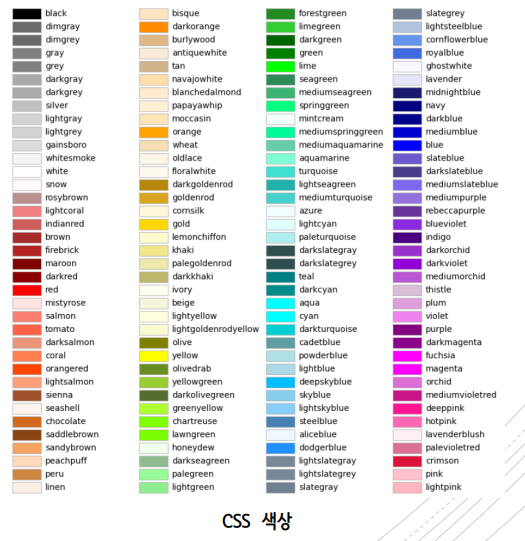 black
dimgray
dimgrey
gray
grey
darkgray
darkgrey
silver
lightgray
lightgrey
gainsboro
whitesmoke
white
snow
rosybrown
lightcoral
indianred
brown
firebrick
maroon
darkred
red
mistyrose
salmon
tomato
darksalmon
coral
orangered
lightsalmon
sienna
seashell
chocolate
saddlebrown
sandybrown
peachpuff
peru
linen
bisque
darkorange
burlywood
antiquewhite
tan
navajowhite
blanchedalmond
papayawhip
moccasin
orange
wheat
oldlace
floralwhite
darkgoldenrod
goldenrod
cornsilk
gold
lemonchiffon
khaki
palegoldenrod
darkkhaki
ivory
beige
lightyellow
lightgoldenrodyellow
olive
yellow
olivedrab
yellowgreen
darkolivegreen
greenyellow
chartreuse
lawngreen
honeydew
darkseagreen
palegreen
lightgreen
forestgreen
limegreen
darkgreen
green
lime
seagreen
mediumseagreen
springgreen
mintcream
mediumspringgreen
mediumaquamarine
aquamarine
turquoise
lightseagreen
mediumturquoise
azure
lightcyan
paleturquoise
darkslategray
darkslategrey
teal
darkcyan
aqua
cyan
darkturquoise
cadetblue
powderblue
lightblue
deepskyblue
skyblue
lightskyblue
steelblue
aliceblue
dodgerblue
lightslategray
lightslategrey
slategray
slategrey
lightsteelblue
cornflowerblue
royalblue
ghostwhite
lavender
midnightblue
navy
darkblue
mediumblue
blue
slateblue
darkslateblue
mediumslateblue
mediumpurple
rebeccapurple
blueviolet
indigo
darkorchid
darkviolet
mediumorchid
thistle
plum
violet
purple
darkmagenta
fuchsia
magenta
orchid
mediumvioletred
deeppink
hotpink
lavenderblush
palevioletred
crimson
pink
lightpink
CSS 색상